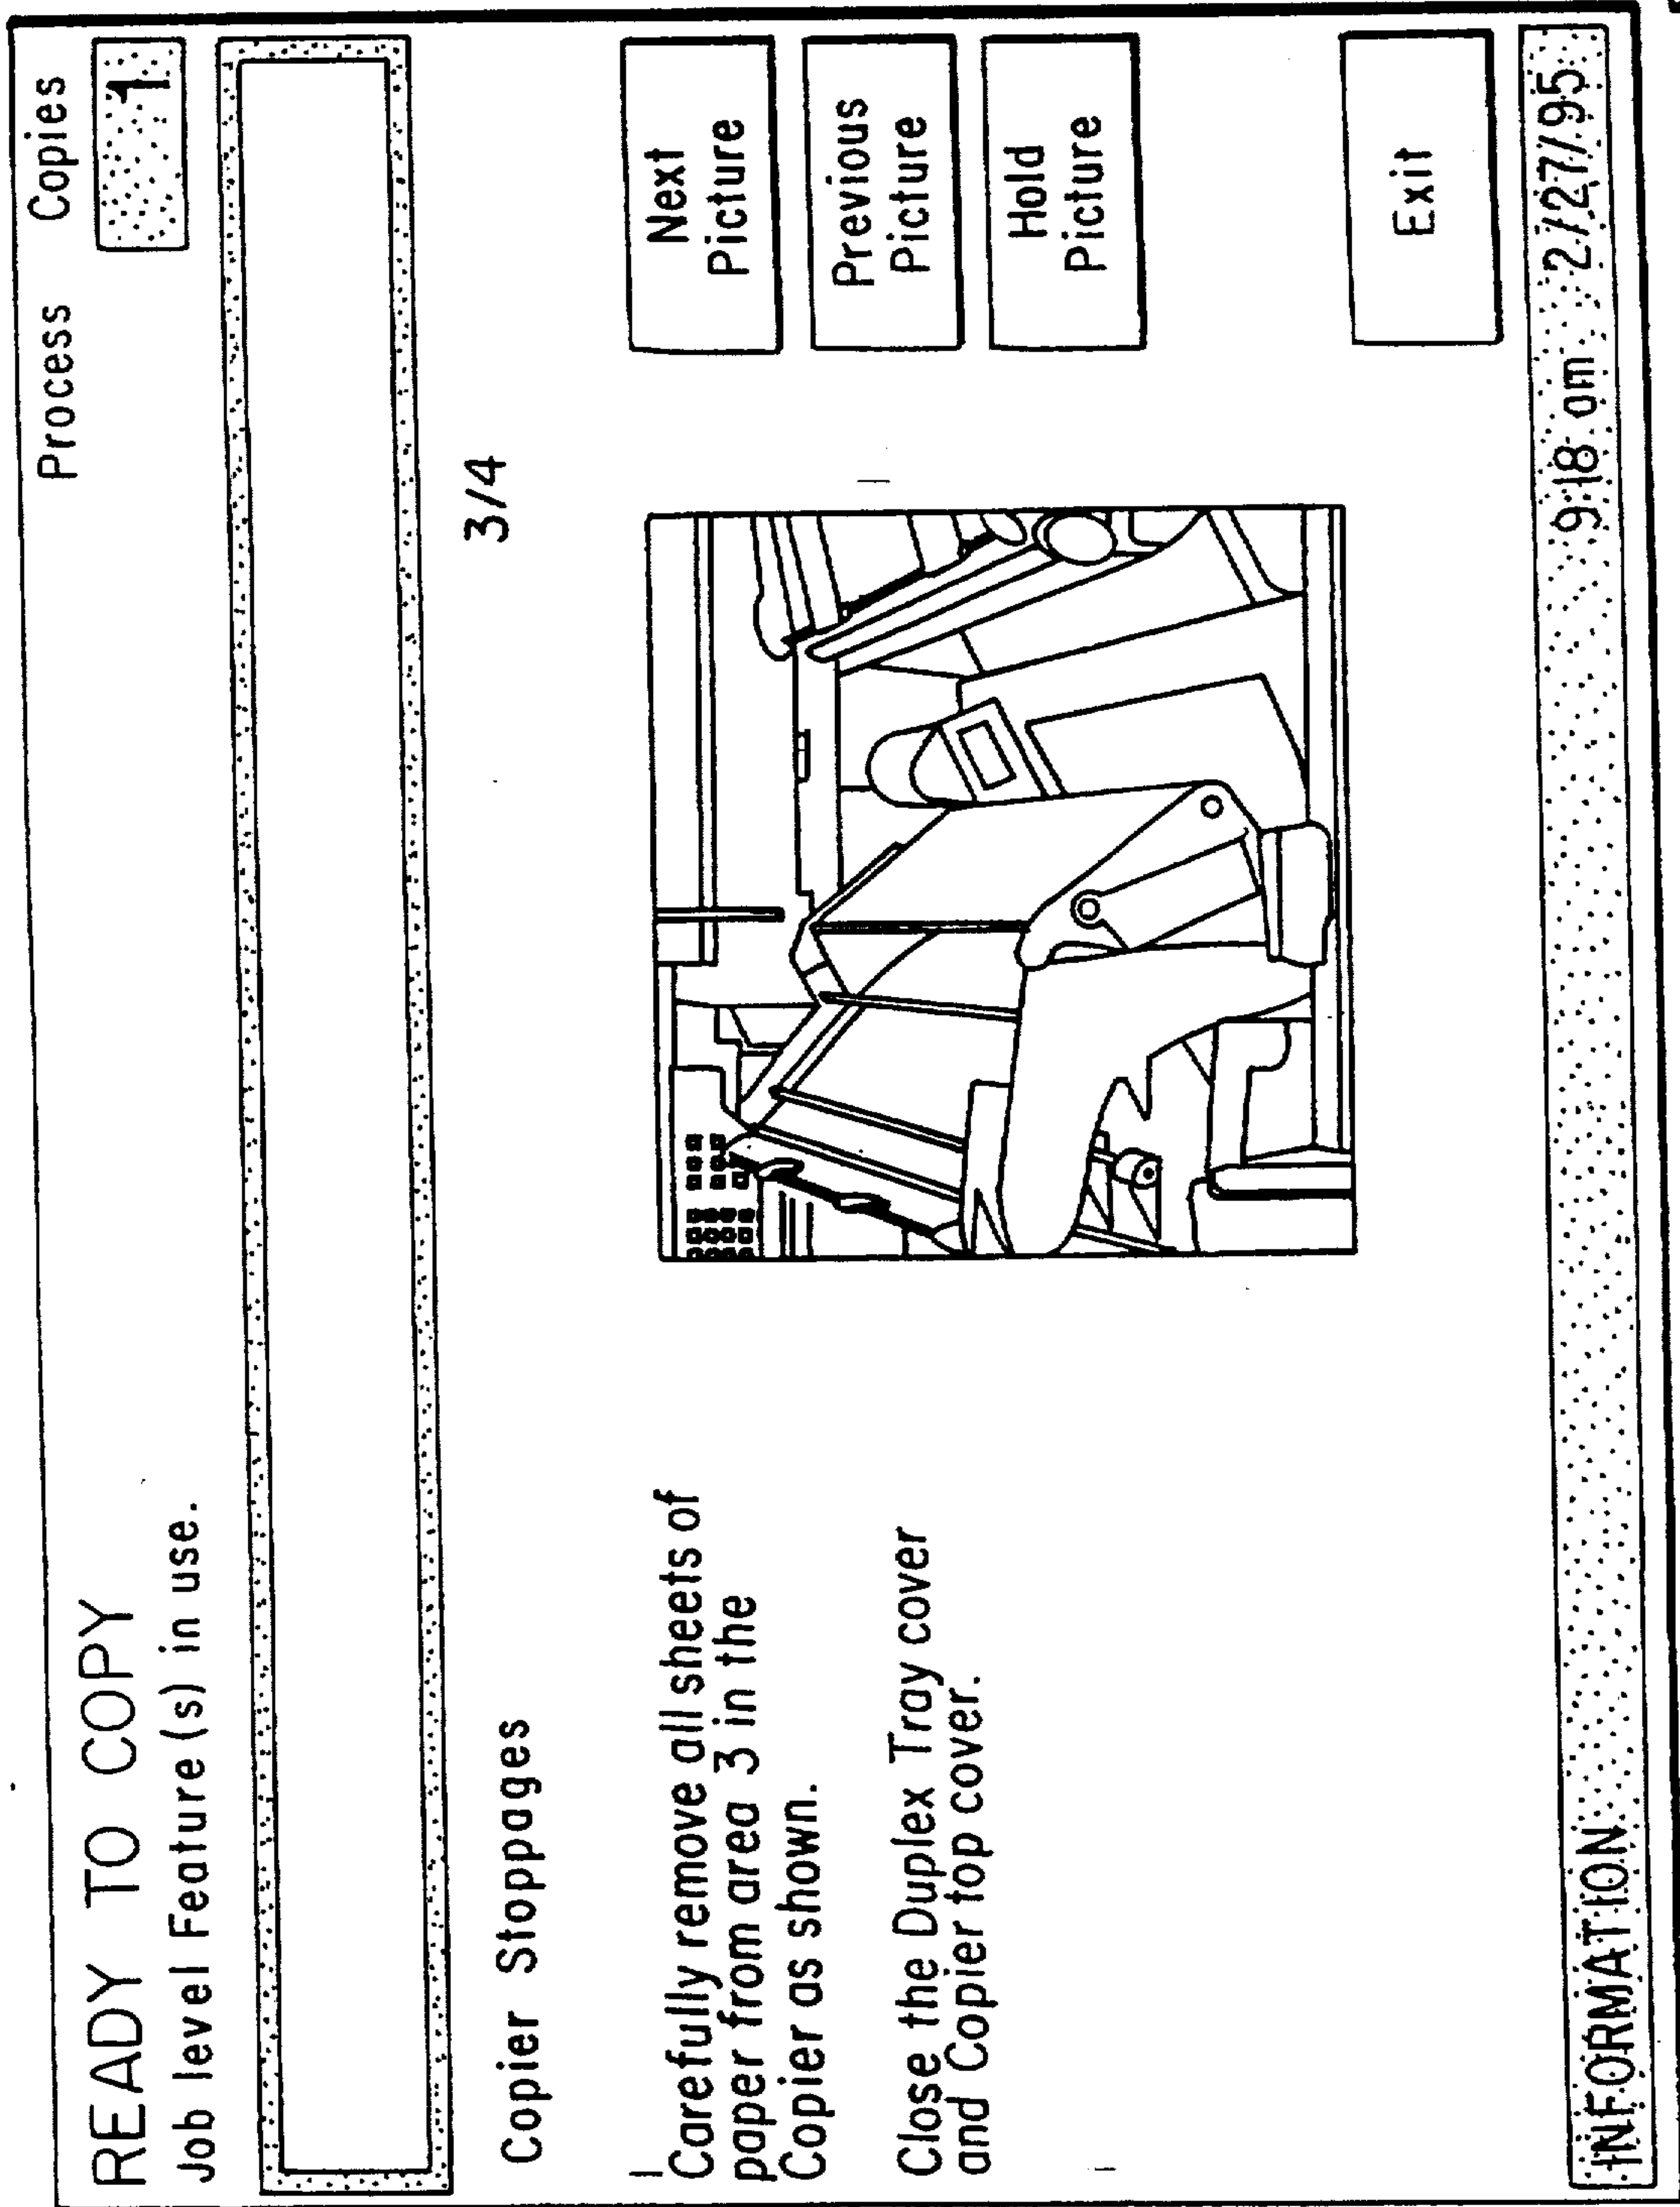 Process Copies
READY TO COPY
1
Job level Feature(s) in use.
Copier Stoppages
3/4
Carefully remove all sheets of
paper from area 3 in the
Copier as shown.
Close the Duplex Tray cover
and Copier top cover.
Next
Picture
Previous
Picture
Hold
Picture
Exit
INFORMATION 9:18 am 2/27/95